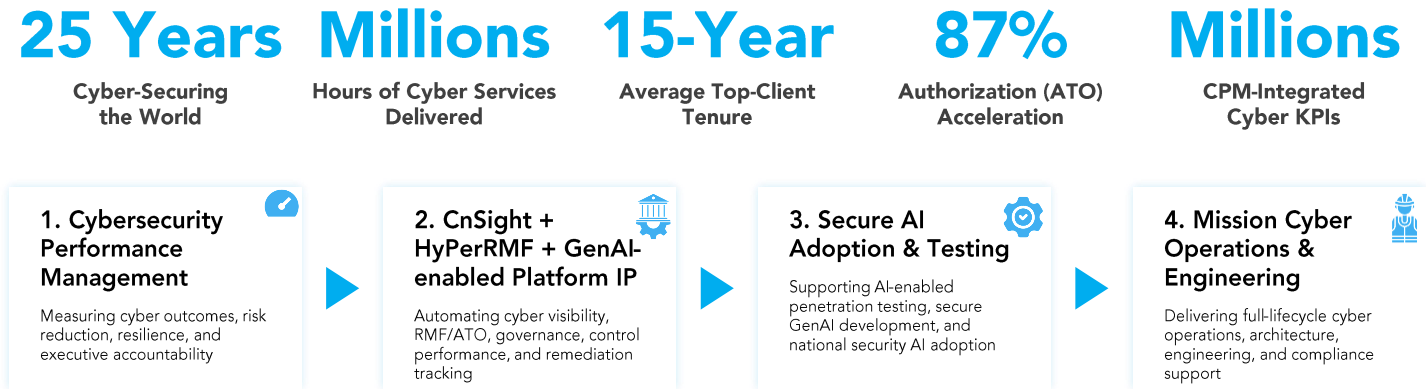 25 Years
Cyber-Securing
the World
Millions
Hours of Cyber Services
Delivered
15-Year
Average Top-Client
Tenure
87%
Authorization (ATO)
Acceleration
Millions
CPM-Integrated
Cyber KPIs
1. Cybersecurity
Performance
Management
Measuring cyber outcomes, risk
reduction, resilience, and
executive accountability
2. CnSight +
HyPerRMF + GenAI-
enabled Platform IP
Automating cyber visibility,
RMF/ATO, governance, control
performance, and remediation
tracking
3. Secure AI
Adoption & Testing
Supporting AI-enabled
penetration testing, secure
GenAI development, and
national security AI adoption
4. Mission Cyber
Operations &
Engineering
Delivering full-lifecycle cyber
operations, architecture,
engineering, and compliance
support